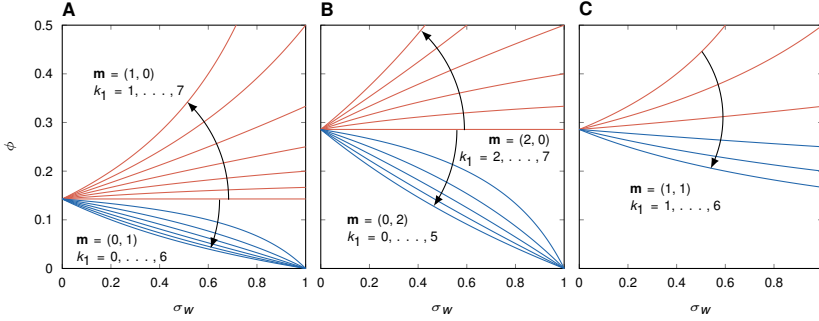 A
B
C
0.5
0.4
0.3
0.2
0.1
0
ϕ
m = (1, 0)
k1 = 1, . . . , 7
m = (0, 1)
k1 = 0, . . . , 6
m = (2, 0)
k1 = 2, . . . , 7
m = (0, 2)
k1 = 0, . . . , 5
m = (1, 1)
k1 = 1, . . . , 6
0 0.2 0.4 0.6 0.8 1
0 0.2 0.4 0.6 0.8 1
0 0.2 0.4 0.6 0.8
σw
σw
σw